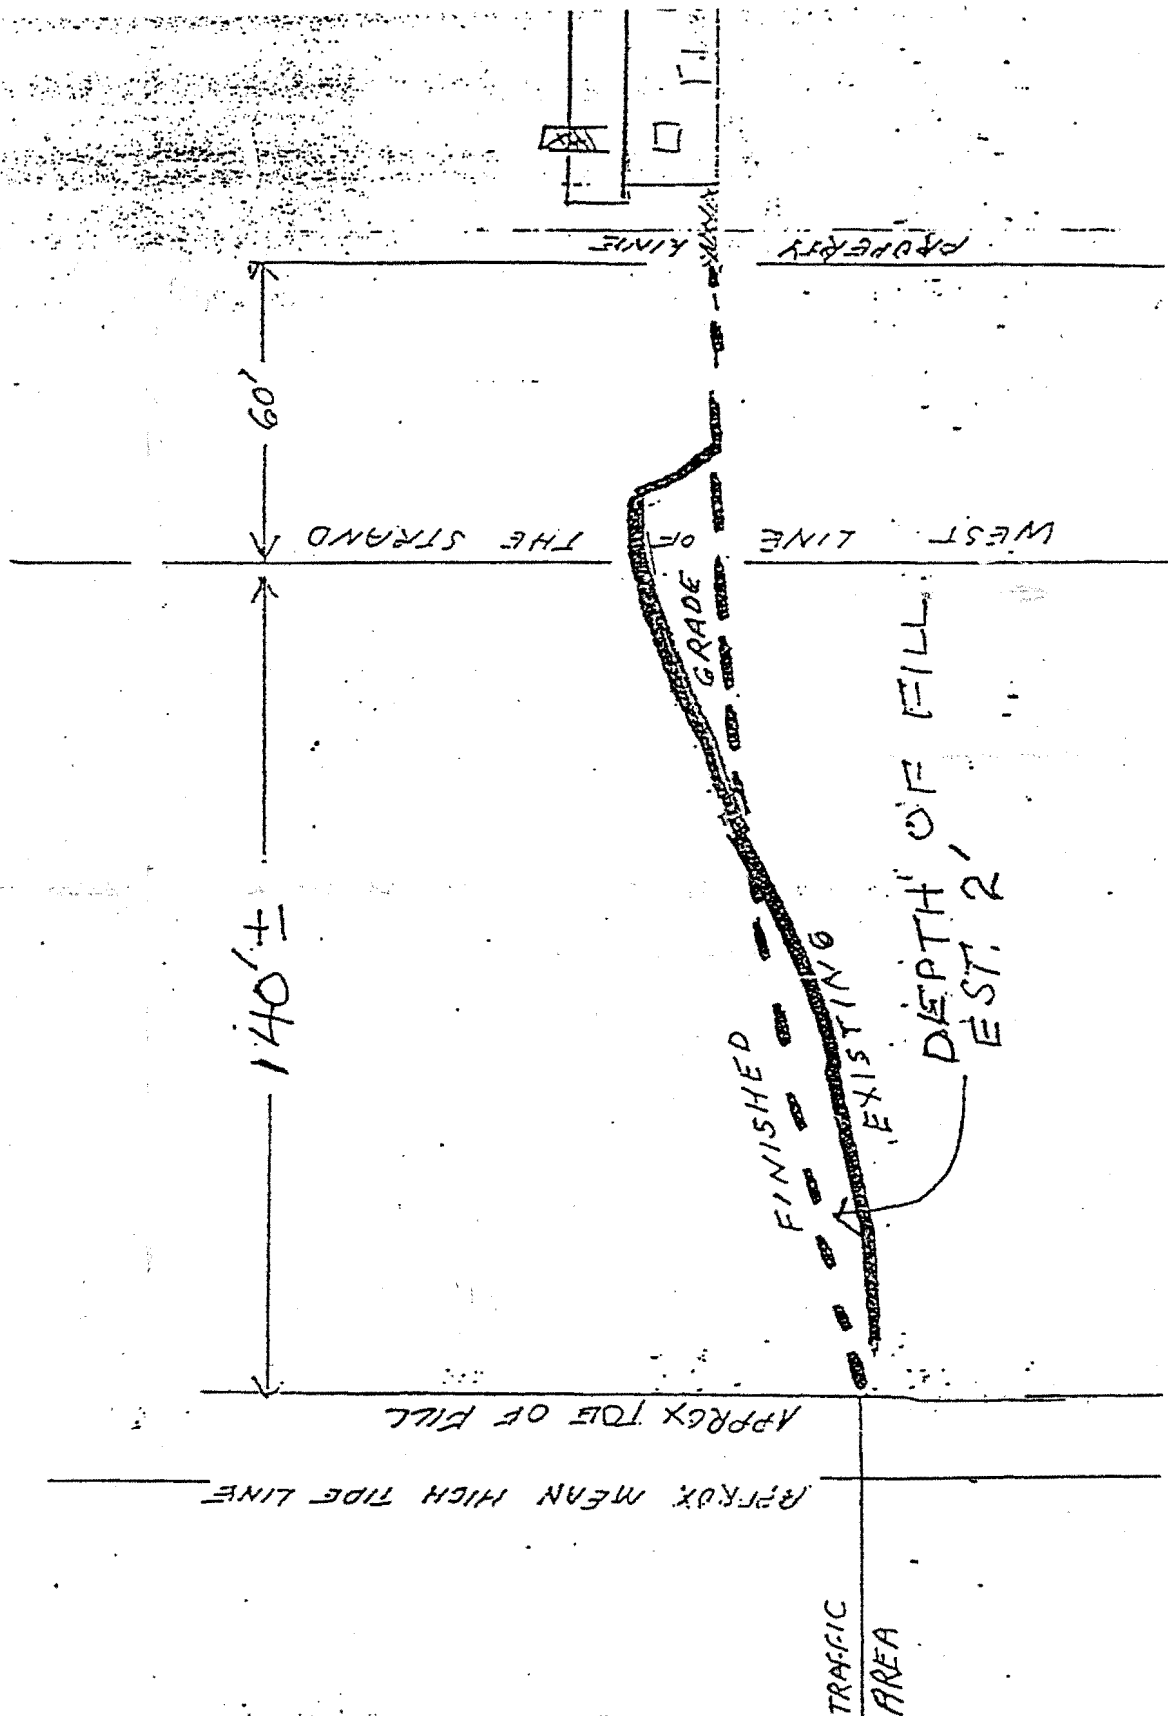 PROPERTY LINE
60'
WEST LINE OF THE STRAND
GRADE
140'±
FINISHED
EXISTING
DEPTH OF FILL
EST. 2'
APPROX TOE OF FILL
APPROX MEAN HIGH TIDE LINE
TRAFFIC
AREA